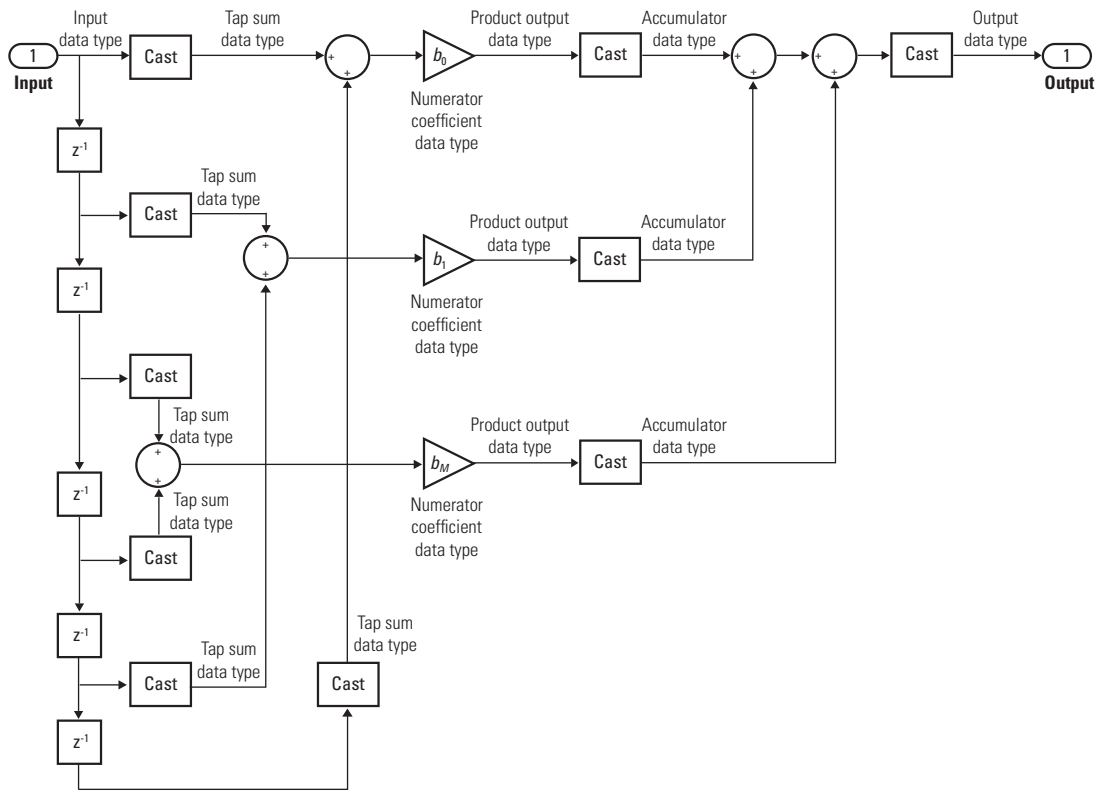 Input
data type
Tap sum
data type
Product output
data type
Accumulator
data type
Output
data type
1
Input
Cast
+
+
b0
Cast
+
+
+
+
Cast
1
Output
Numerator
coefficient
data type
z-1
Tap sum
data type
Cast
Product output
data type
Accumulator
data type
+
+
b1
Cast
z-1
Numerator
coefficient
data type
Cast
Tap sum
data type
Product output
data type
Accumulator
data type
+
+
bM
Cast
z-1
Tap sum
data type
Numerator
coefficient
data type
Cast
z-1
Tap sum
data type
Tap sum
data type
Cast
Cast
z-1